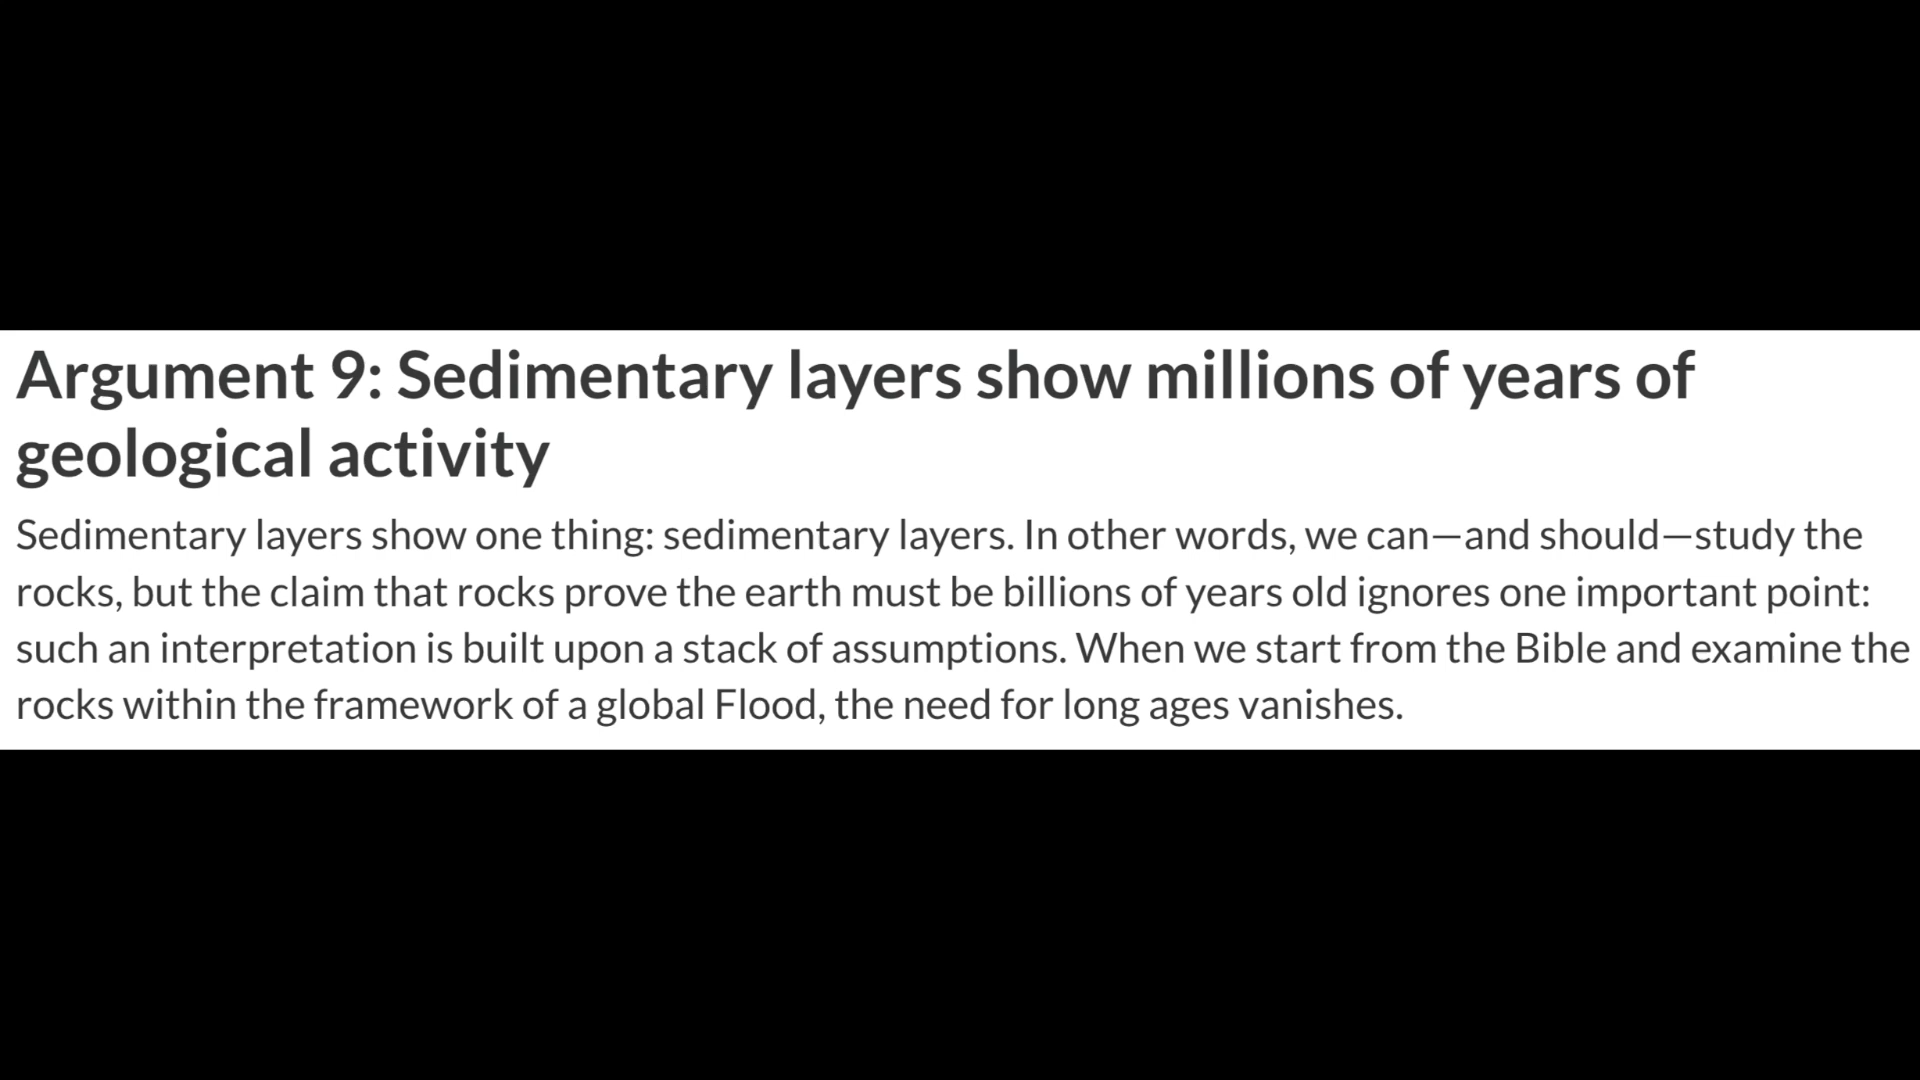 Argument 9: Sedimentary layers show millions of years of
geological activity
Sedimentary layers show one thing: sedimentary layers. In other words, we can—and should—study the
rocks, but the claim that rocks prove the earth must be billions of years old ignores one important point:
such an interpretation is built upon a stack of assumptions. When we start from the Bible and examine the
rocks within the framework of a global Flood, the need for long ages vanishes.